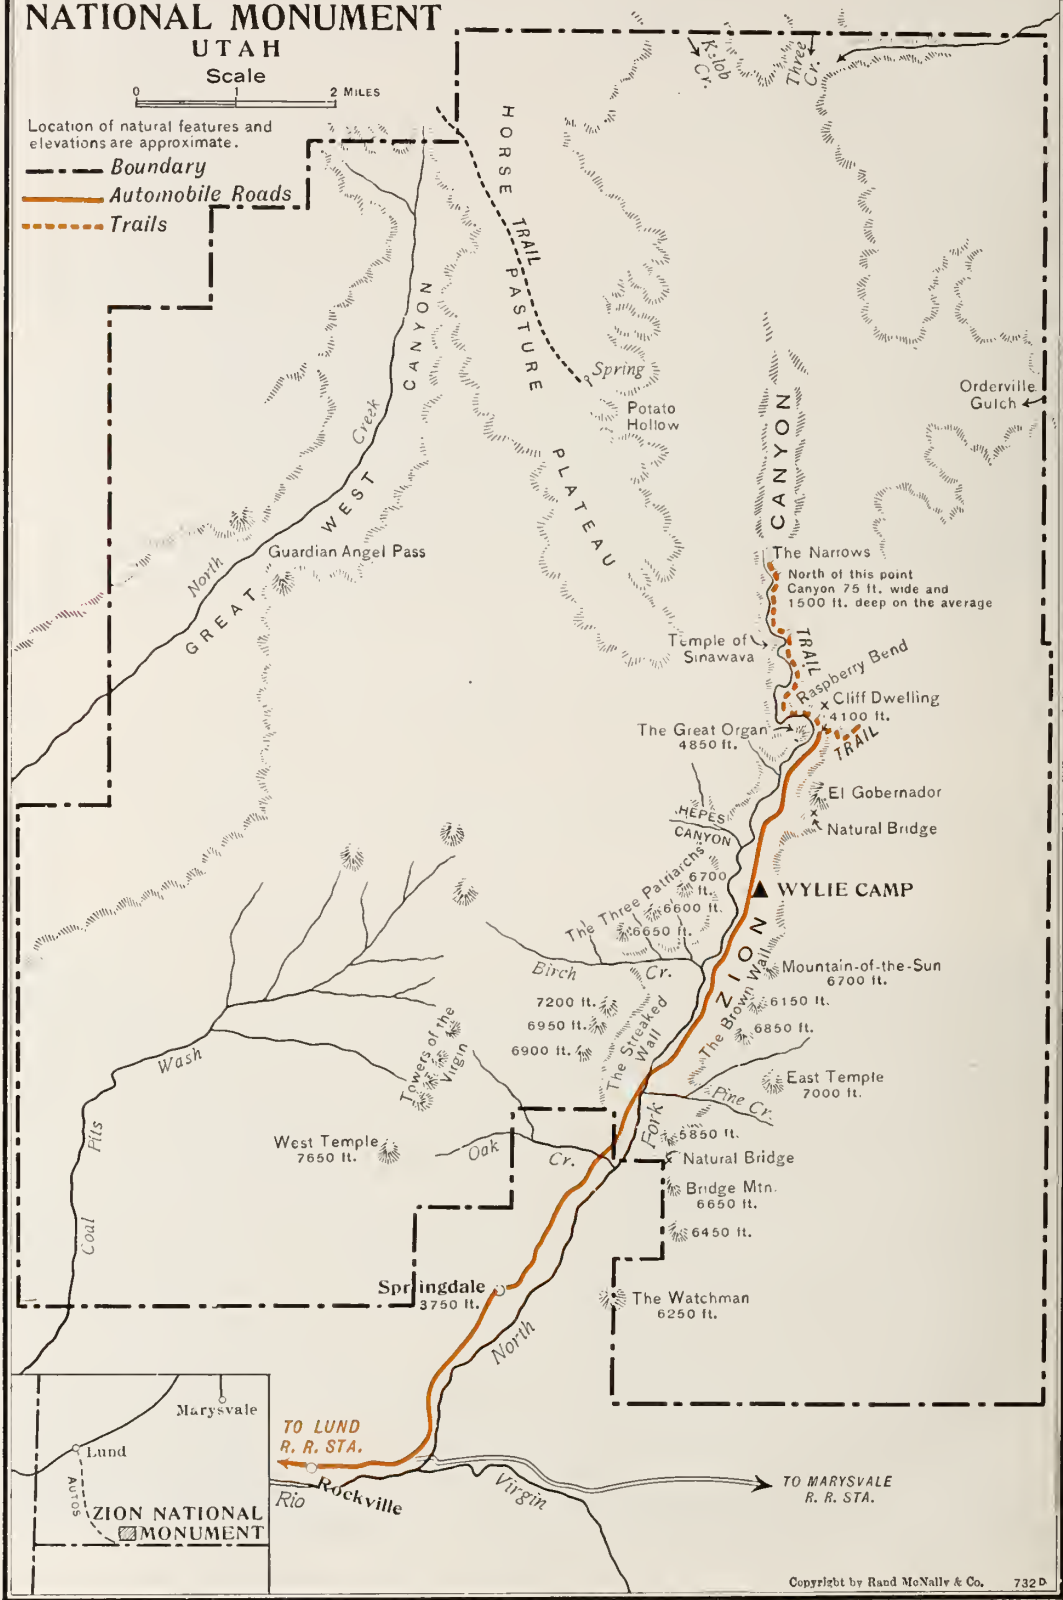 NATIONAL MONUMENT
UTAH
Scale
0 1 2 MILES
Location of natural features and
elevations are approximate.
Boundary
Automobile Roads
Trails
Kolob
Cr.
Three
Cr.
HORSE
TRAIL
PASTURE
PLATEAU
Spring
Potato
Hollow
Orderville
Gulch
CANYON
Creek
North
GREAT WEST
CANYON
Guardian Angel Pass
The Narrows
North of this point
Canyon 75 ft. wide and
1500 ft. deep on the average
Temple of
Sinawava
TRAIL
Raspberry Bend
Cliff Dwelling
4100 ft.
The Great Organ
4850 ft.
TRAIL
El Gobernador
Natural Bridge
HEPES
CANYON
The Three Patriarchs
6700
ft.
6600 ft.
6650 ft.
WYLIE CAMP
ZION
Birch Cr.
The Brown Wall
Mountain-of-the-Sun
6700 ft.
6150 ft.
6850 ft.
7200 ft.
6950 ft.
6900 ft.
The Streaked
Wall
Towers of the
Virgin
Wash
East Temple
7000 ft.
Pine Cr.
Fork
5850 ft.
Natural Bridge
Bridge Mtn.
6650 ft.
6450 ft.
West Temple
7650 ft.
Oak Cr.
Pits
Coal
Springdale
3750 ft.
The Watchman
6250 ft.
North
TO LUND
R. R. STA.
Rockville
Rio
Virgin
TO MARYSVALE
R. R. STA.
Marysvale
Lund
AUTOS
ZION NATIONAL
MONUMENT
Copyright by Rand McNally & Co. 732 D